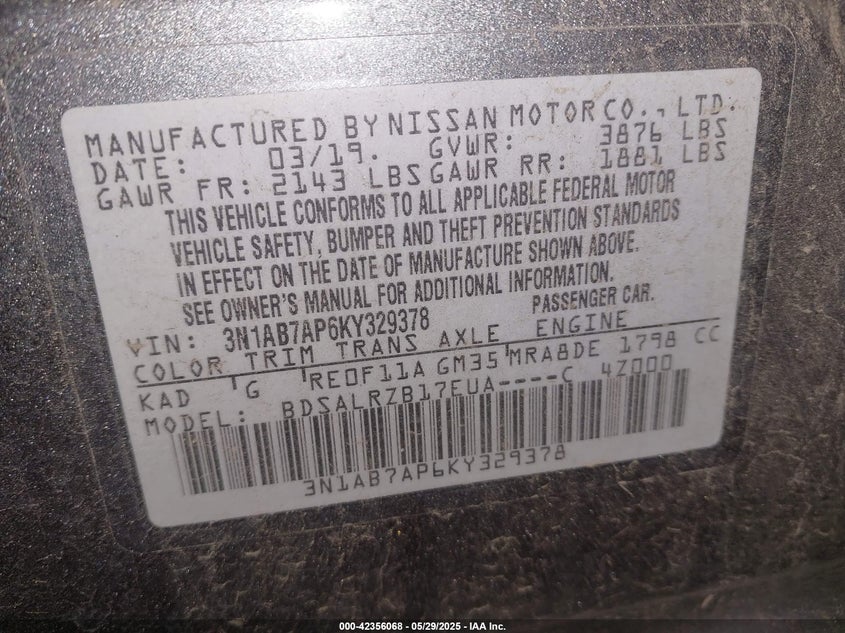 MANUFACTURED BY NISSAN MOTOR CO., LTD.
DATE: 03/19. GVWR: 3876 LBS
GAWR FR: 2143 LBS GAWR RR: 1881 LBS
THIS VEHICLE CONFORMS TO ALL APPLICABLE FEDERAL MOTOR
VEHICLE SAFETY, BUMPER AND THEFT PREVENTION STANDARDS
IN EFFECT ON THE DATE OF MANUFACTURE SHOWN ABOVE.
SEE OWNER'S MANUAL FOR ADDITIONAL INFORMATION.
VIN: 3N1AB7AP6KY329378 PASSENGER CAR.
COLOR TRIM TRANS AXLE ENGINE
KAD G RE0F11A GM35 MRA8DE 1798 CC
MODEL: BDSALRZB17EUA----C 4Z000
3N1AB7AP6KY329378
000-42356068 - 05/29/2025 - IAA Inc.